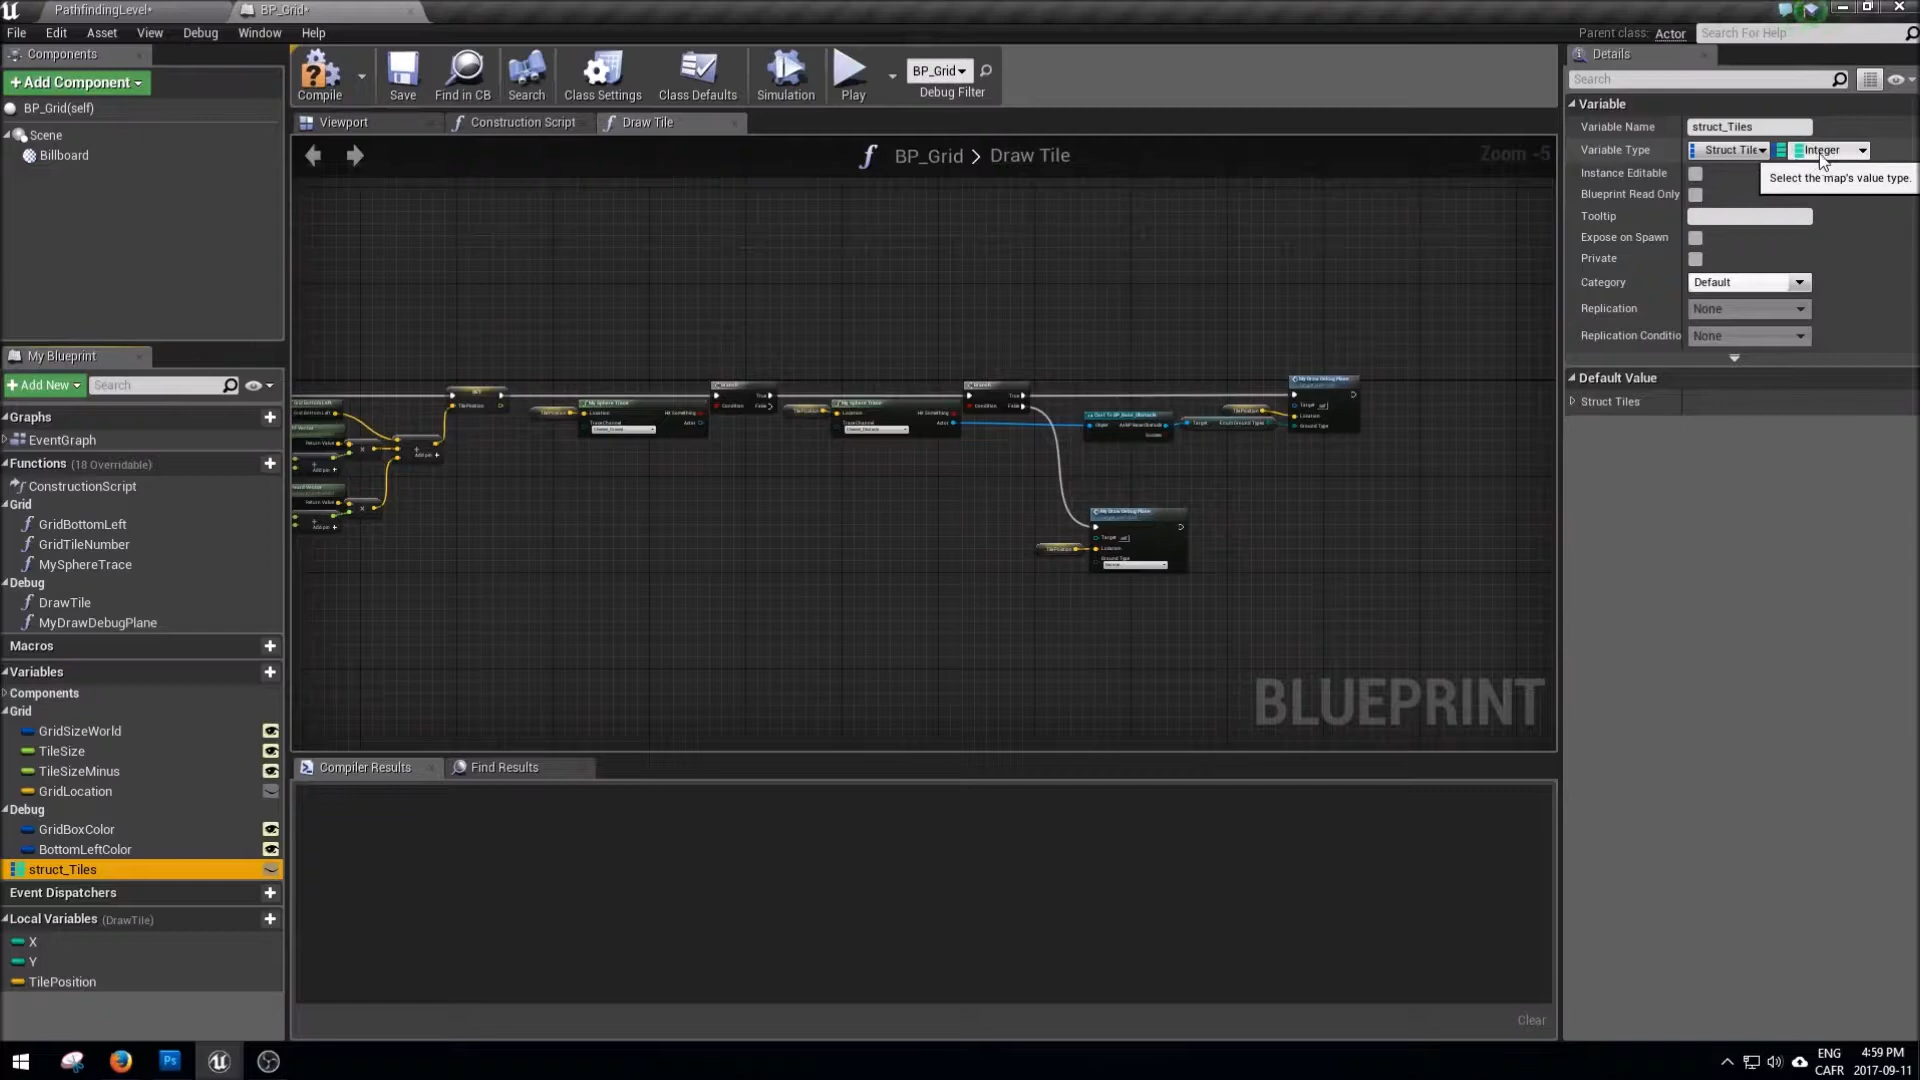 PathfindingLevel*
BP_Grid*
File Edit Asset View Debug Window Help
Parent class: Actor
Search For Help
Components
+Add Component
BP_Grid(self)
Scene
Billboard
Compile
Save
Find in CB
Search
Class Settings
Class Defaults
Simulation
Play
BP_Grid
Debug Filter
Viewport
Construction Script
Draw Tile
BP_Grid > Draw Tile
Zoom -5
BLUEPRINT
My Blueprint
+Add New
Search
Graphs
EventGraph
Functions (18 Overridable)
ConstructionScript
Grid
GridBottomLeft
GridTileNumber
MySphereTrace
Debug
DrawTile
MyDrawDebugPlane
Macros
Variables
Components
Grid
GridSizeWorld
TileSize
TileSizeMinus
GridLocation
Debug
GridBoxColor
BottomLeftColor
struct_Tiles
Event Dispatchers
Local Variables (DrawTile)
X
Y
TilePosition
Compiler Results
Find Results
Clear
Details
Search
Variable
Variable Name struct_Tiles
Variable Type Struct Tile Integer
Select the map's value type.
Instance Editable
Blueprint Read Only
Tooltip
Expose on Spawn
Private
Category Default
Replication None
Replication Conditio None
Default Value
Struct Tiles
Ps
ENG
CAFR
4:59 PM
2017-09-11